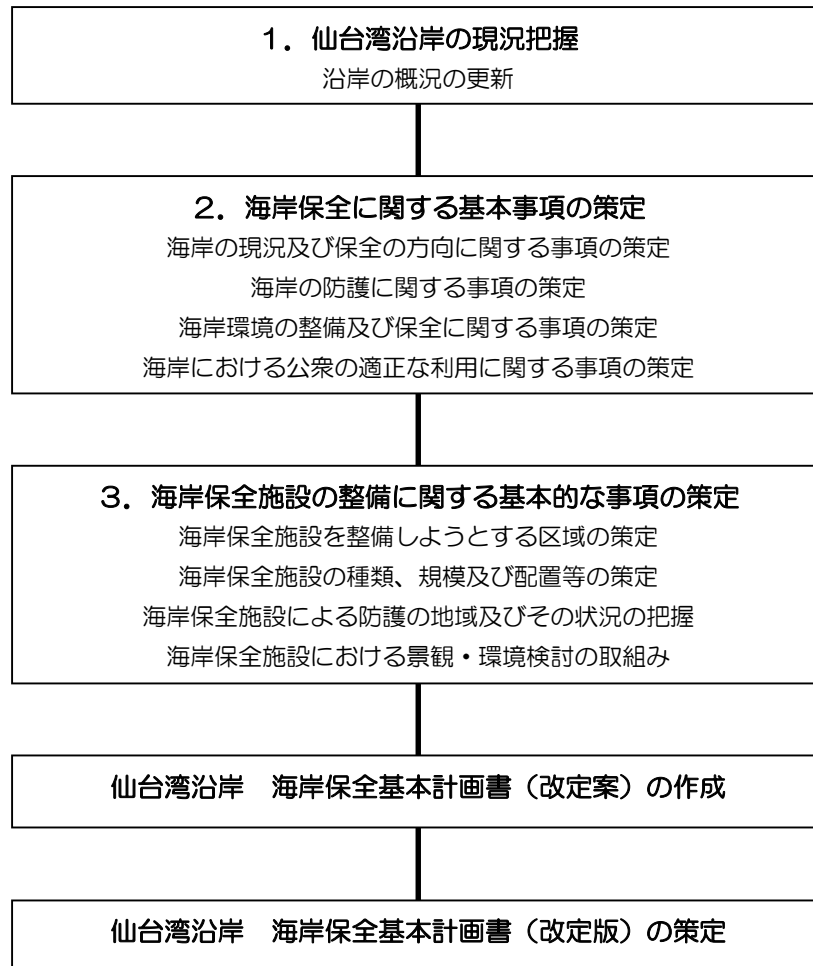 １．仙台湾沿岸の現況把握
沿岸の概況の更新
２．海岸保全に関する基本事項の策定
海岸の現況及び保全の方向に関する事項の策定
海岸の防護に関する事項の策定
海岸環境の整備及び保全に関する事項の策定
海岸における公衆の適正な利用に関する事項の策定
３．海岸保全施設の整備に関する基本的な事項の策定
海岸保全施設を整備しようとする区域の策定
海岸保全施設の種類、規模及び配置等の策定
海岸保全施設による防護の地域及びその状況の把握
海岸保全施設における景観・環境検討の取組み
仙台湾沿岸　海岸保全基本計画書（改定案）の作成
仙台湾沿岸　海岸保全基本計画書（改定版）の策定